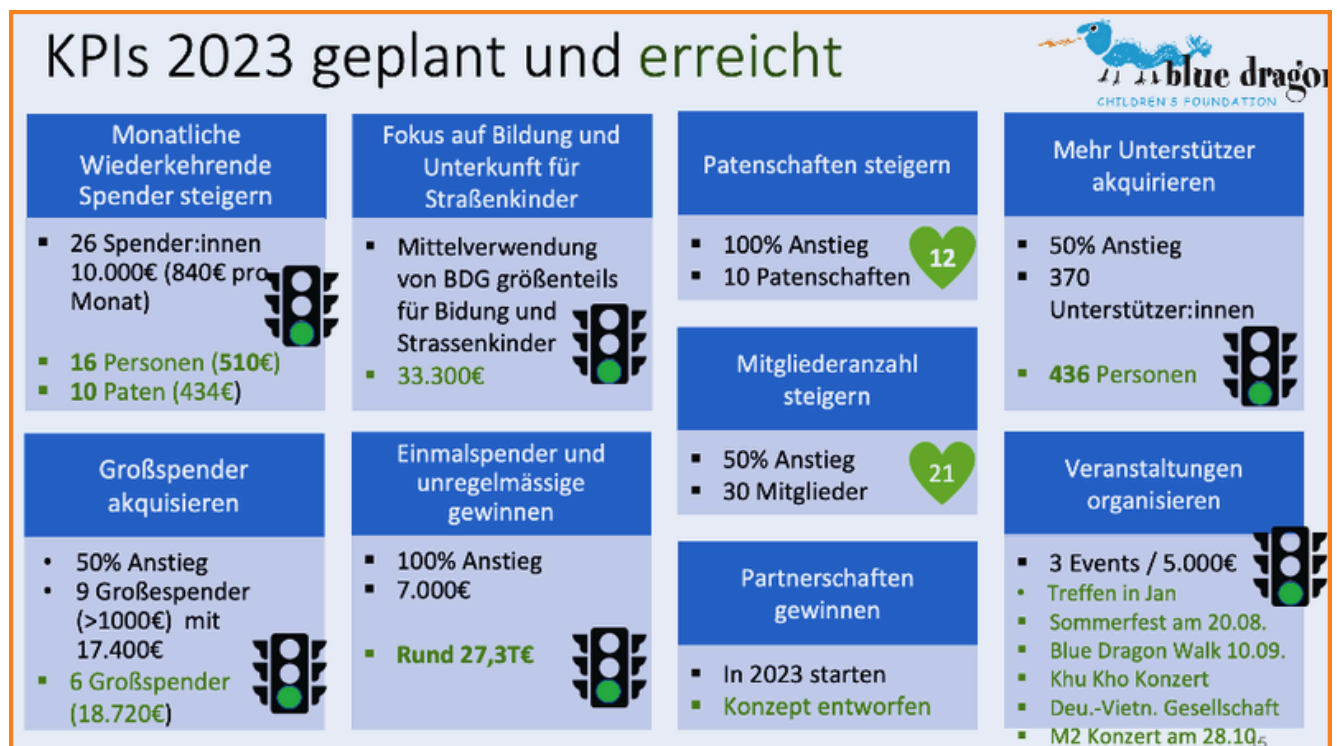 KPIs 2023 geplant und erreicht
blue dragon
CHILDREN'S FOUNDATION
Monatliche
Wiederkehrende
Spender steigern
▪ 26 Spender:innen
10.000€ (840€ pro
Monat)
▪ 16 Personen (510€)
▪ 10 Paten (434€)
Fokus auf Bildung und
Unterkunft für
Straßenkinder
▪ Mittelverwendung
von BDG größenteils
für Bidung und
Strassenkinder
▪ 33.300€
Patenschaften steigern
▪ 100% Anstieg
▪ 10 Patenschaften
12
Mitgliederanzahl
steigern
▪ 50% Anstieg
▪ 30 Mitglieder
21
Mehr Unterstützer
akquirieren
▪ 50% Anstieg
▪ 370
Unterstützer:innen
▪ 436 Personen
Großspender
akquisieren
• 50% Anstieg
• 9 Großespender
(>1000€) mit
17.400€
▪ 6 Großspender
(18.720€)
Einmalspender und
unregelmässige
gewinnen
▪ 100% Anstieg
▪ 7.000€
▪ Rund 27,3T€
Partnerschaften
gewinnen
▪ In 2023 starten
▪ Konzept entworfen
Veranstaltungen
organisieren
▪ 3 Events / 5.000€
• Treffen in Jan
▪ Sommerfest am 20.08.
▪ Blue Dragon Walk 10.09.
▪ Khu Kho Konzert
▪ Deu.-Vietn. Gesellschaft
▪ M2 Konzert am 28.10